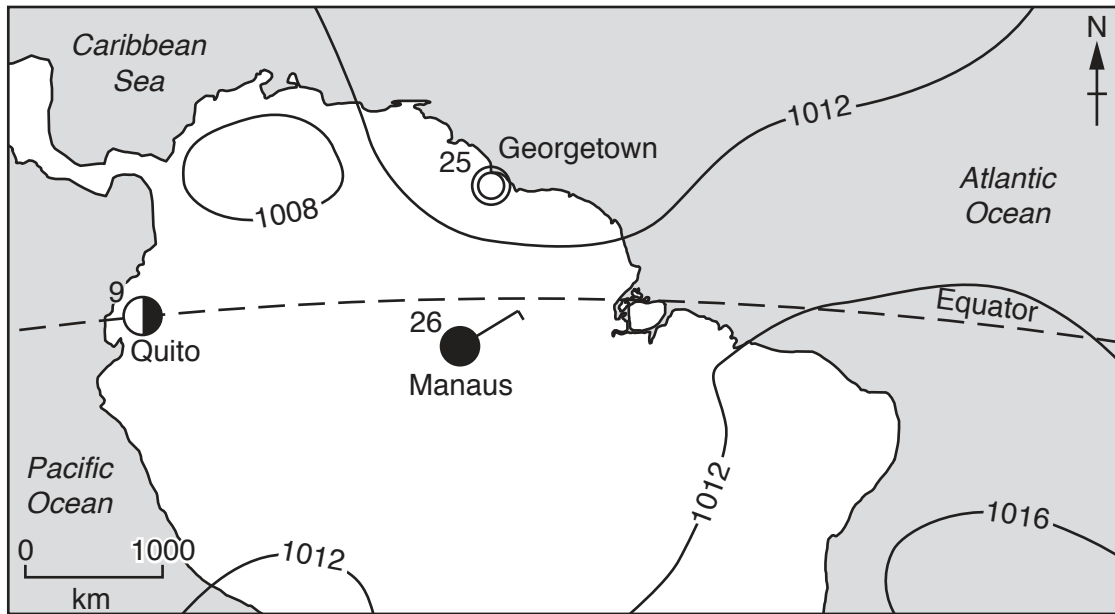 Caribbean
Sea
N
1012
Georgetown
25
Atlantic
Ocean
1008
9
Equator
26
Quito
Manaus
Pacific
Ocean
1012
1016
0 1000
km
1012